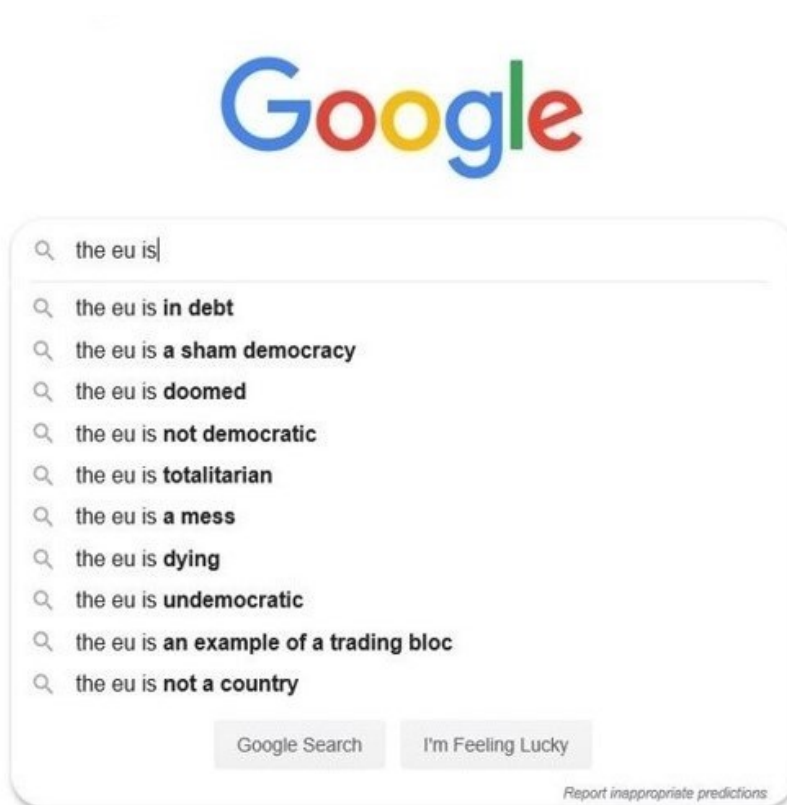 Google
the eu is
the eu is in debt
the eu is a sham democracy
the eu is doomed
the eu is not democratic
the eu is totalitarian
the eu is a mess
the eu is dying
the eu is undemocratic
the eu is an example of a trading bloc
the eu is not a country
Google Search I'm Feeling Lucky
Report inappropriate predictions